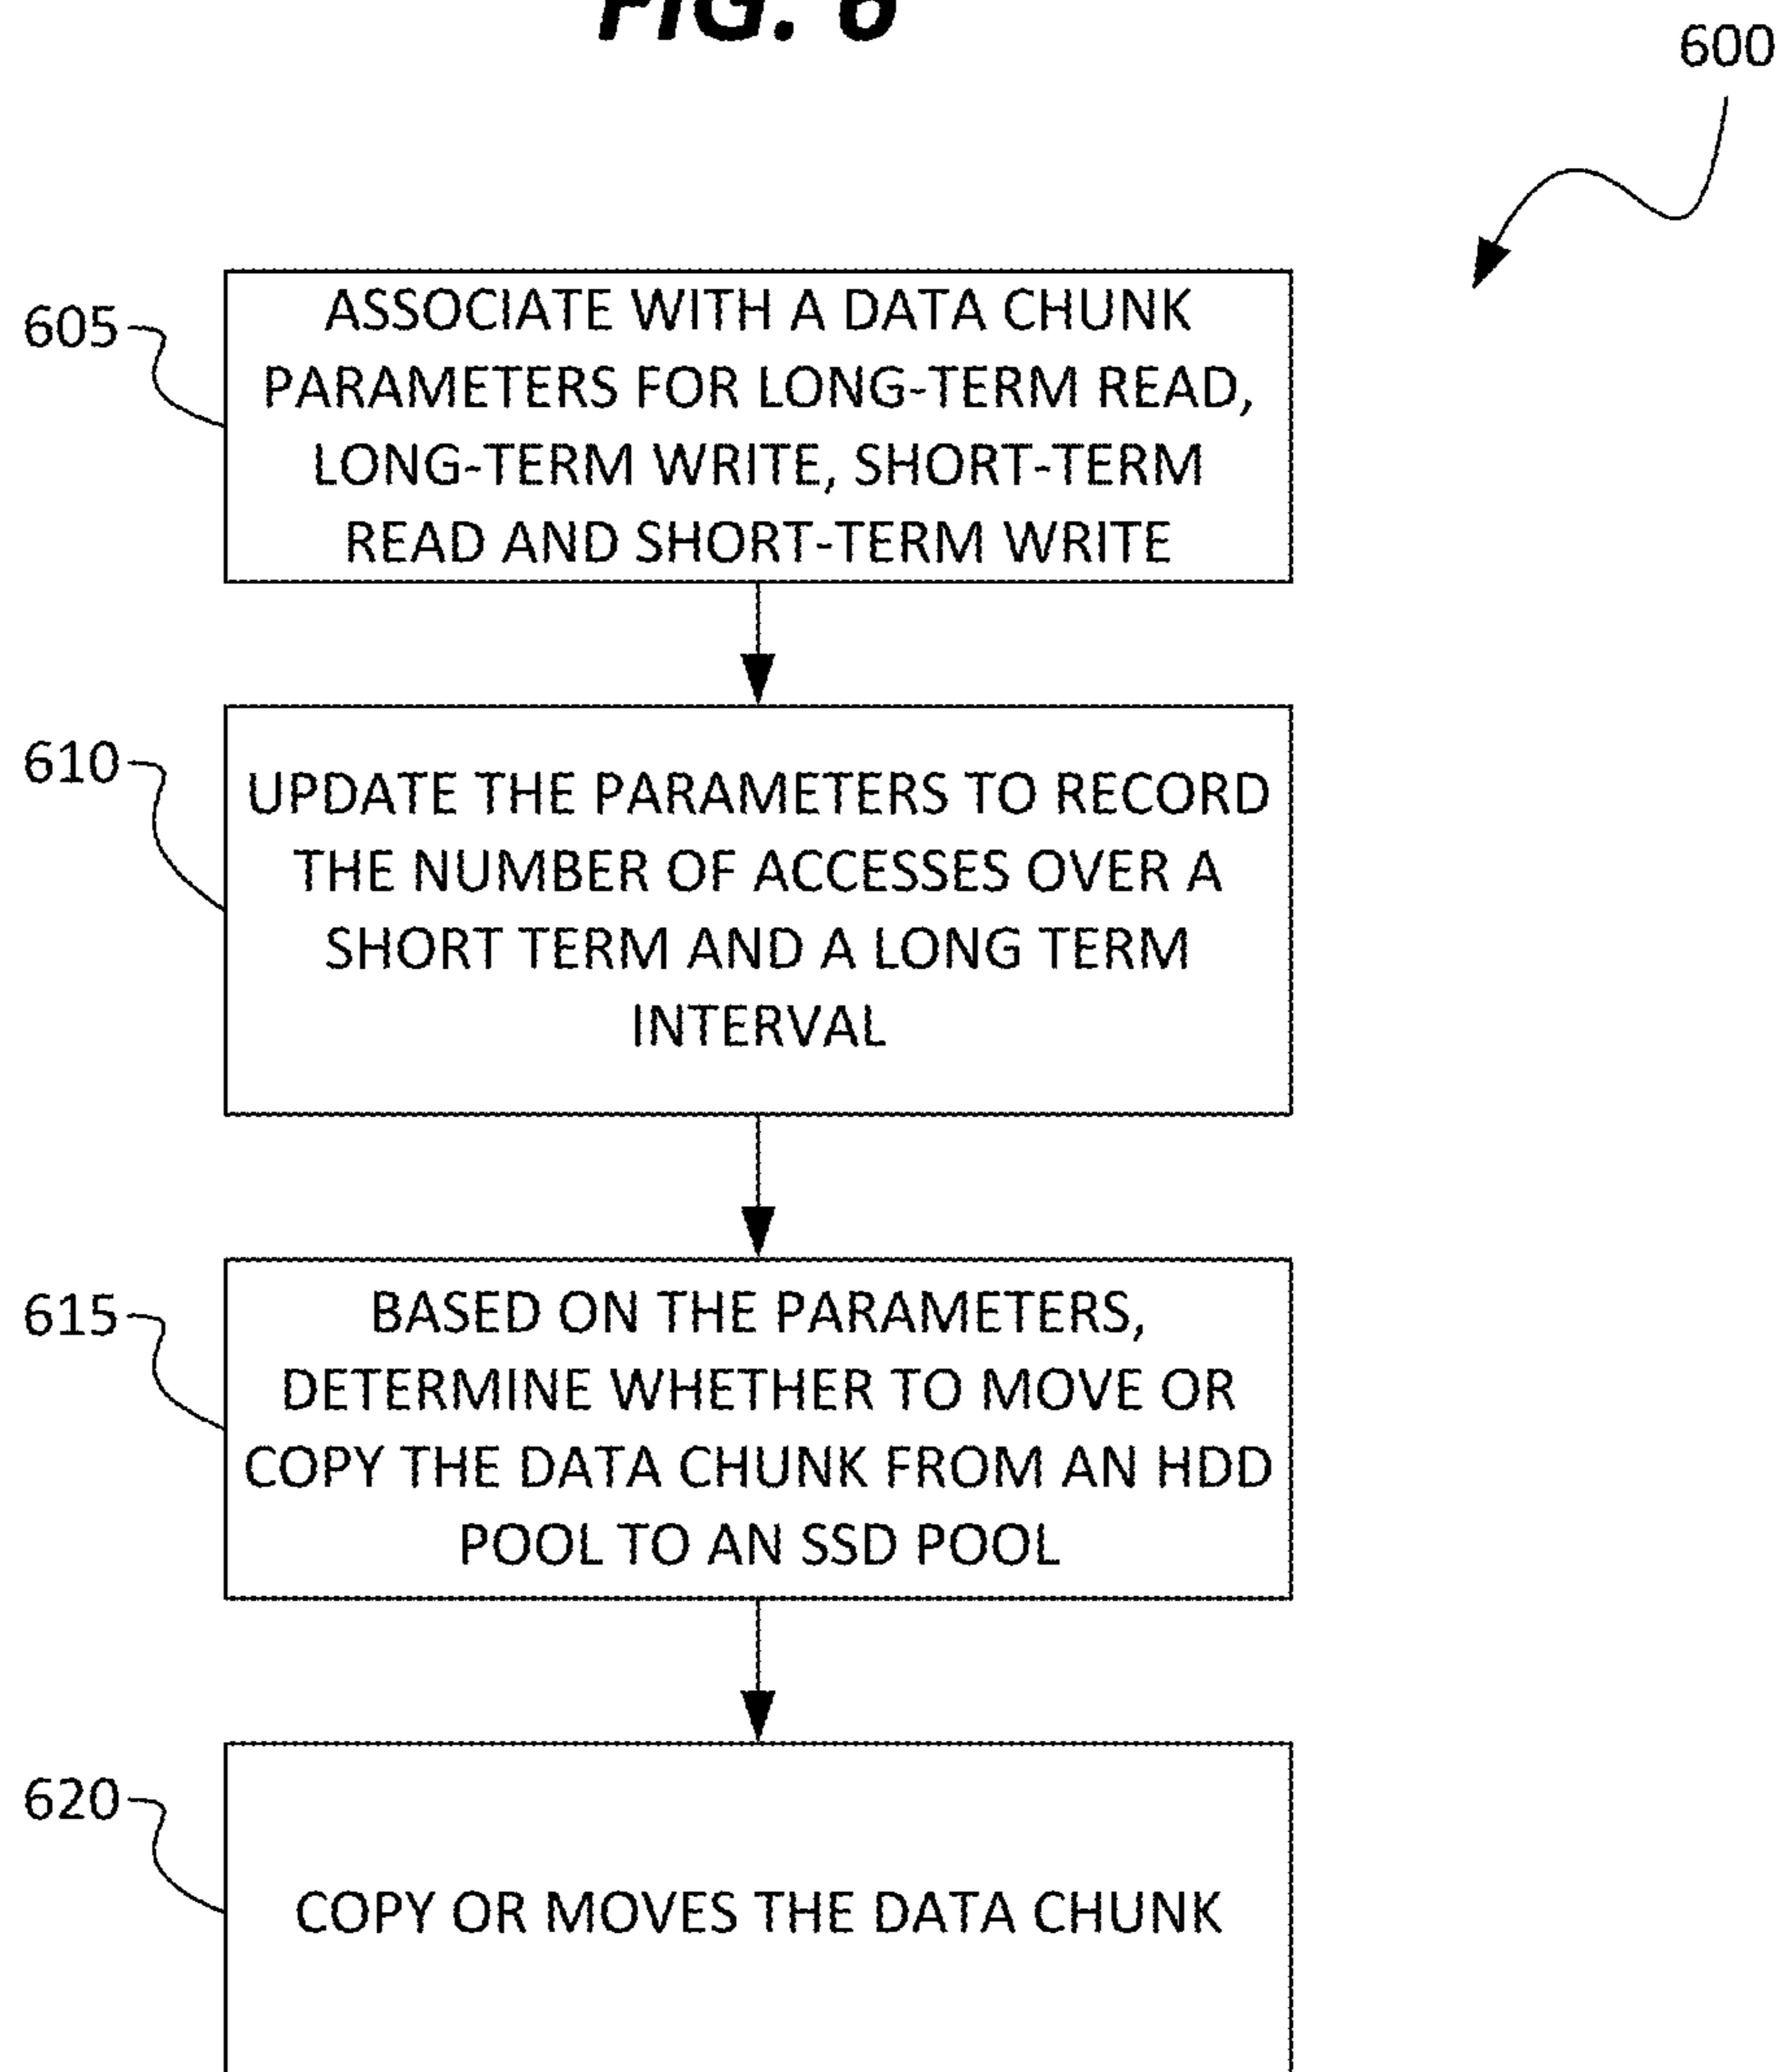 FIG. 6
600
605
ASSOCIATE WITH A DATA CHUNK
PARAMETERS FOR LONG-TERM READ,
LONG-TERM WRITE, SHORT-TERM
READ AND SHORT-TERM WRITE
610
UPDATE THE PARAMETERS TO RECORD
THE NUMBER OF ACCESSES OVER A
SHORT TERM AND A LONG TERM
INTERVAL
615
BASED ON THE PARAMETERS,
DETERMINE WHETHER TO MOVE OR
COPY THE DATA CHUNK FROM AN HDD
POOL TO AN SSD POOL
620
COPY OR MOVES THE DATA CHUNK